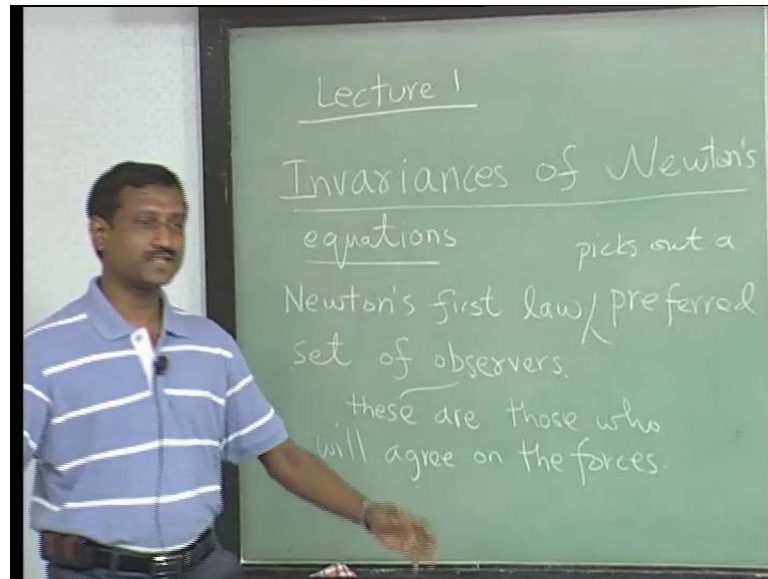 Lecture 1
Invariances of Newton's
equations
picks out a
Newton's first law preferred
set of observers.
these are those who
will agree on the forces.